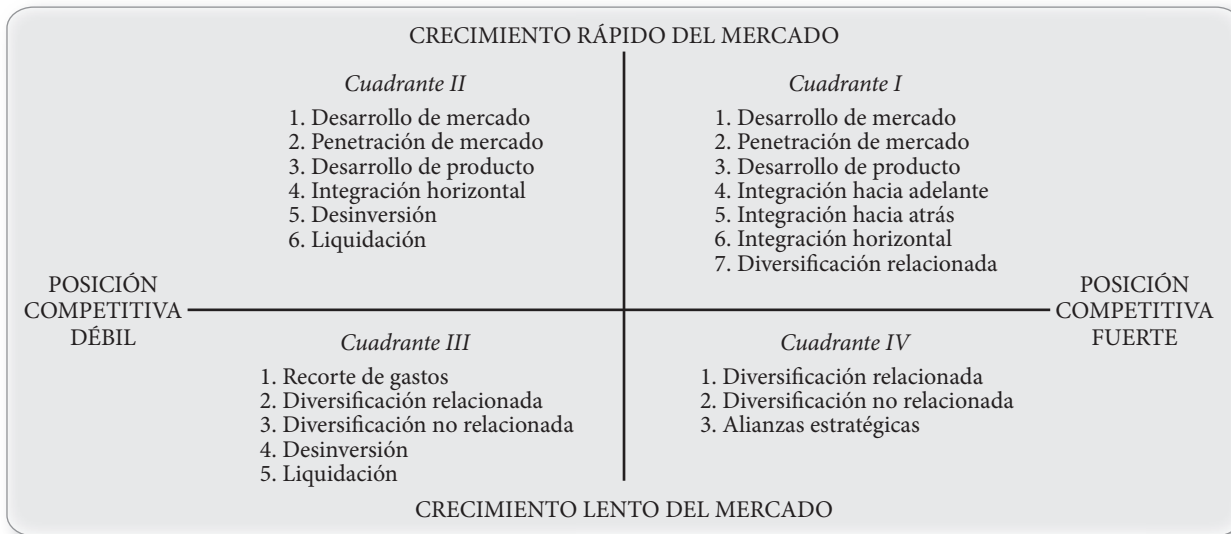 CRECIMIENTO RÁPIDO DEL MERCADO
Cuadrante II
1. Desarrollo de mercado
2. Penetración de mercado
3. Desarrollo de producto
4. Integración horizontal
5. Desinversión
6. Liquidación
Cuadrante I
1. Desarrollo de mercado
2. Penetración de mercado
3. Desarrollo de producto
4. Integración hacia adelante
5. Integración hacia atrás
6. Integración horizontal
7. Diversificación relacionada
POSICIÓN
COMPETITIVA
DÉBIL
POSICIÓN
COMPETITIVA
FUERTE
Cuadrante III
1. Recorte de gastos
2. Diversificación relacionada
3. Diversificación no relacionada
4. Desinversión
5. Liquidación
Cuadrante IV
1. Diversificación relacionada
2. Diversificación no relacionada
3. Alianzas estratégicas
CRECIMIENTO LENTO DEL MERCADO